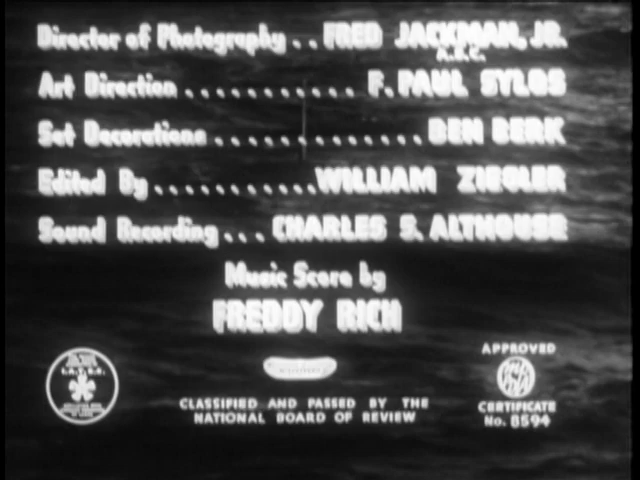 Director of Photography . . FRED JACKMAN, JR.
A.S.C.
Art Direction . . . . . . . . . . . . F. PAUL SYLOS
Set Decorations . . . . . . . . . . . . . . BEN BERK
Edited By . . . . . . . . . . . WILLIAM ZIEGLER
Sound Recording . . . CHARLES S. ALTHOUSE
Music Score by
FREDDY RICH
I.A.T.S.E.
APPROVED
CLASSIFIED AND PASSED BY THE
NATIONAL BOARD OF REVIEW
CERTIFICATE
No. 8594